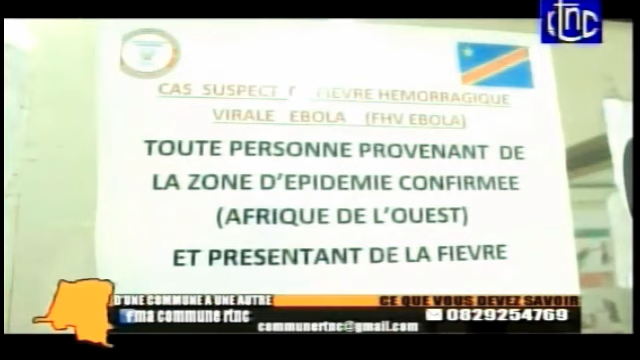 rtnc
CAS SUSPECT FIEVRE HEMORRAGIQUE
VIRALE EBOLA (FHV EBOLA)
TOUTE PERSONNE PROVENANT DE
LA ZONE D'EPIDEMIE CONFIRMEE
(AFRIQUE DE L'OUEST)
ET PRESENTANT DE LA FIEVRE
D'UNE COMMUNE A UNE AUTRE CE QUE VOUS DEVEZ SAVOIR
fma commune rtnc 0829254769
communertnc@gmail.com